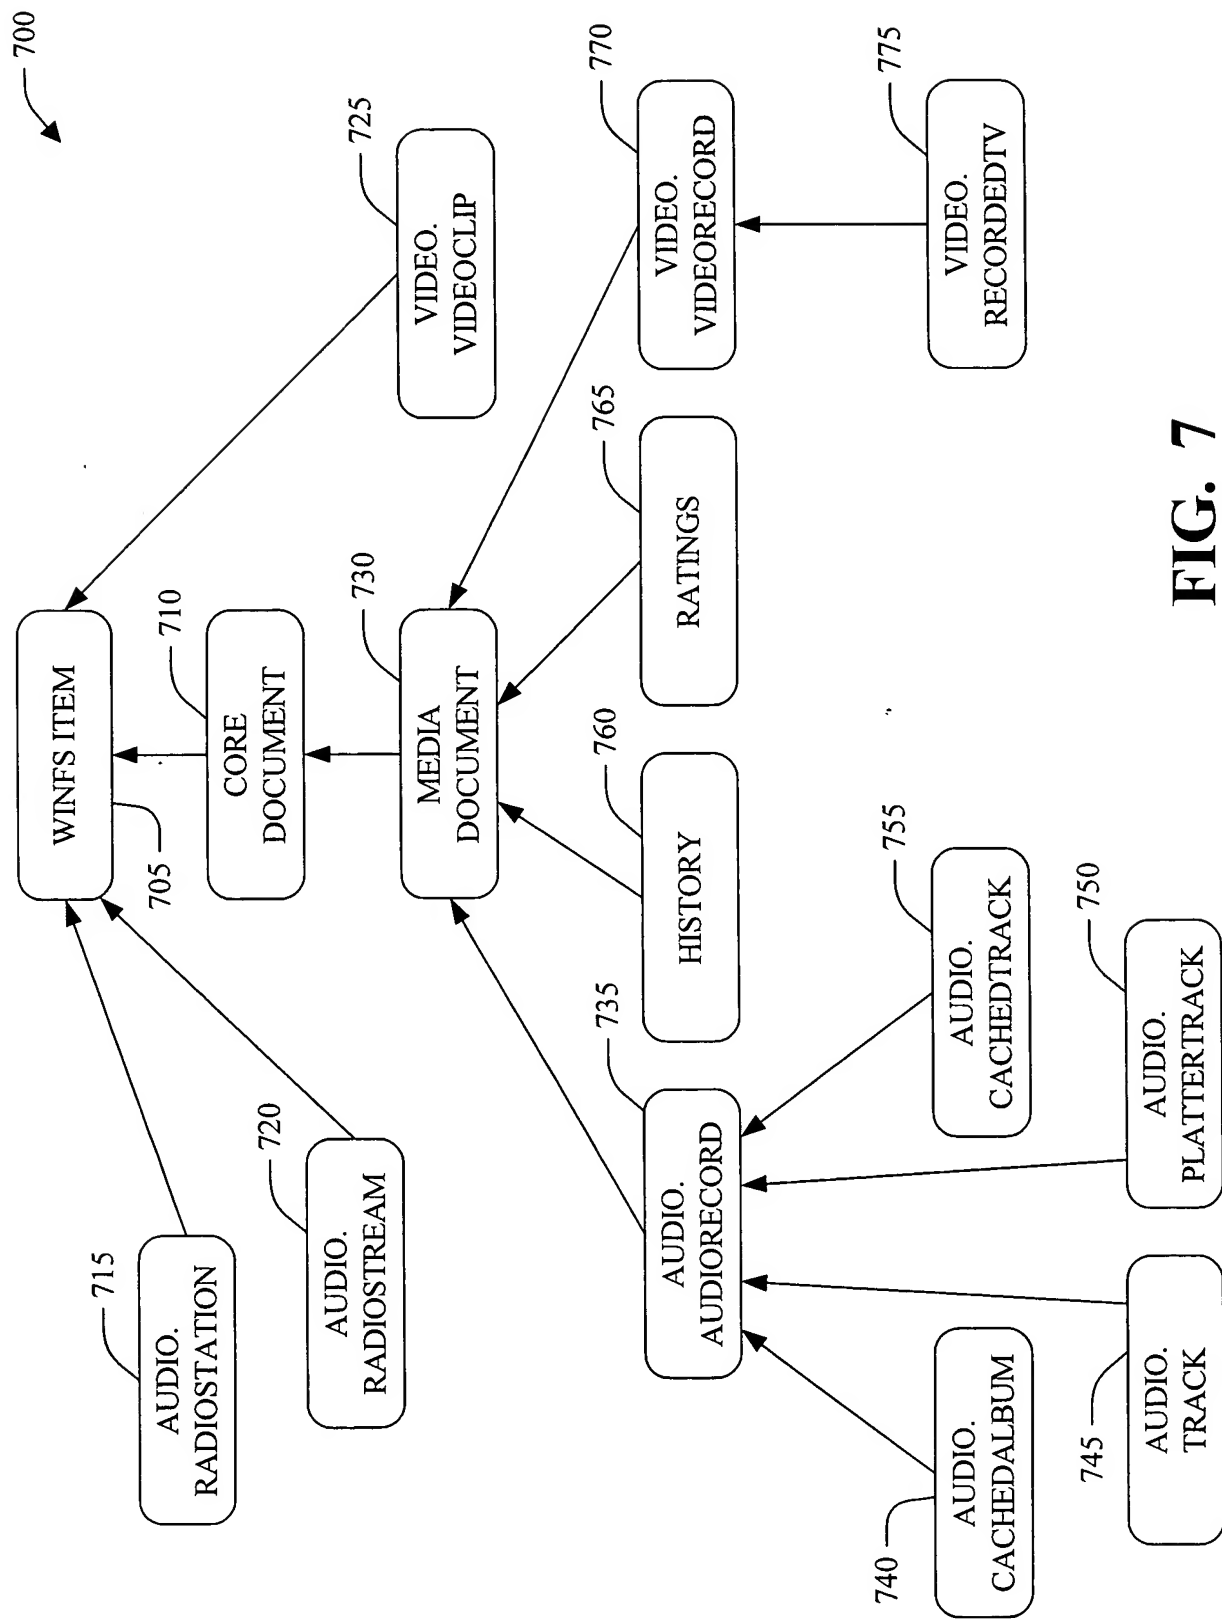 700
WINFS ITEM
705
CORE
DOCUMENT
710
AUDIO.
RADIOSTATION
715
AUDIO.
RADIOSTREAM
720
VIDEO.
VIDEOCLIP
725
MEDIA
DOCUMENT
730
AUDIO.
AUDIORECORD
735
HISTORY
760
RATINGS
765
VIDEO.
VIDEORECORD
770
AUDIO.
CACHEDALBUM
740
AUDIO.
TRACK
745
AUDIO.
PLATTERTRACK
750
AUDIO.
CACHEDTRACK
755
VIDEO.
RECORDEDTV
775
FIG. 7